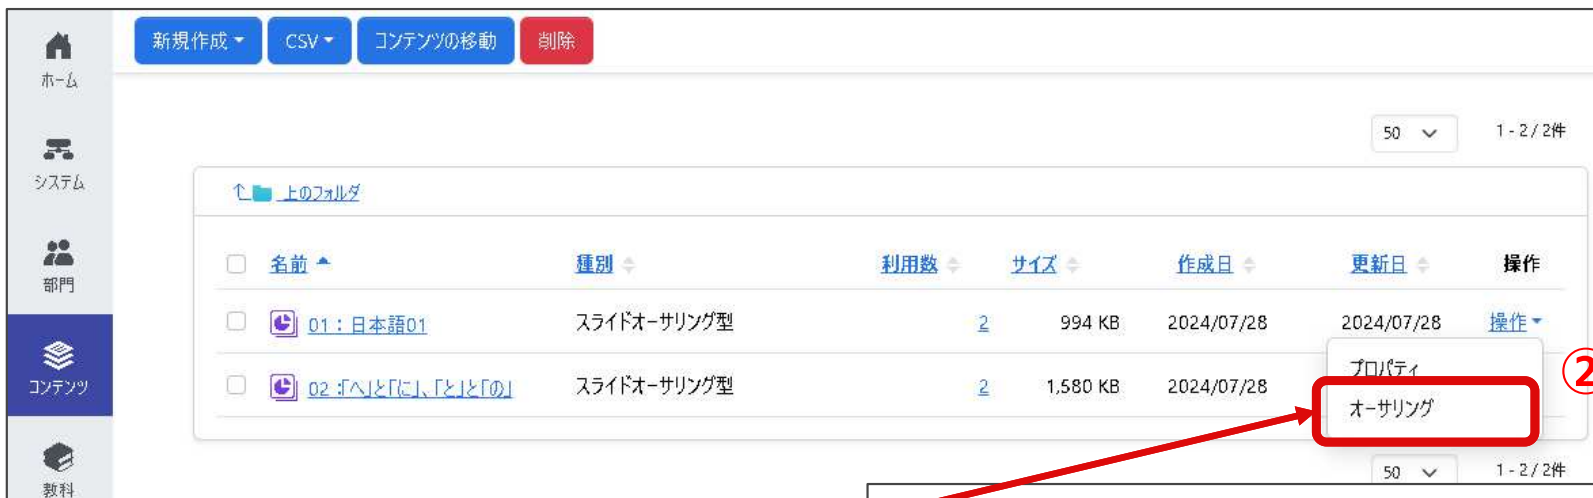 新規作成 CSV コンテンツの移動 削除
ホーム
システム
部門
コンテンツ
教科
50 1 - 2 / 2件
上のフォルダ
名前 種別 利用数 サイズ 作成日 更新日 操作
01：日本語01 スライドオーサリング型 2 994 KB 2024/07/28 2024/07/28 操作
02 :「へ」と「に」、「と」と「の」 スライドオーサリング型 2 1,580 KB 2024/07/28
プロパティ
オーサリング
②
50 1 - 2 / 2件